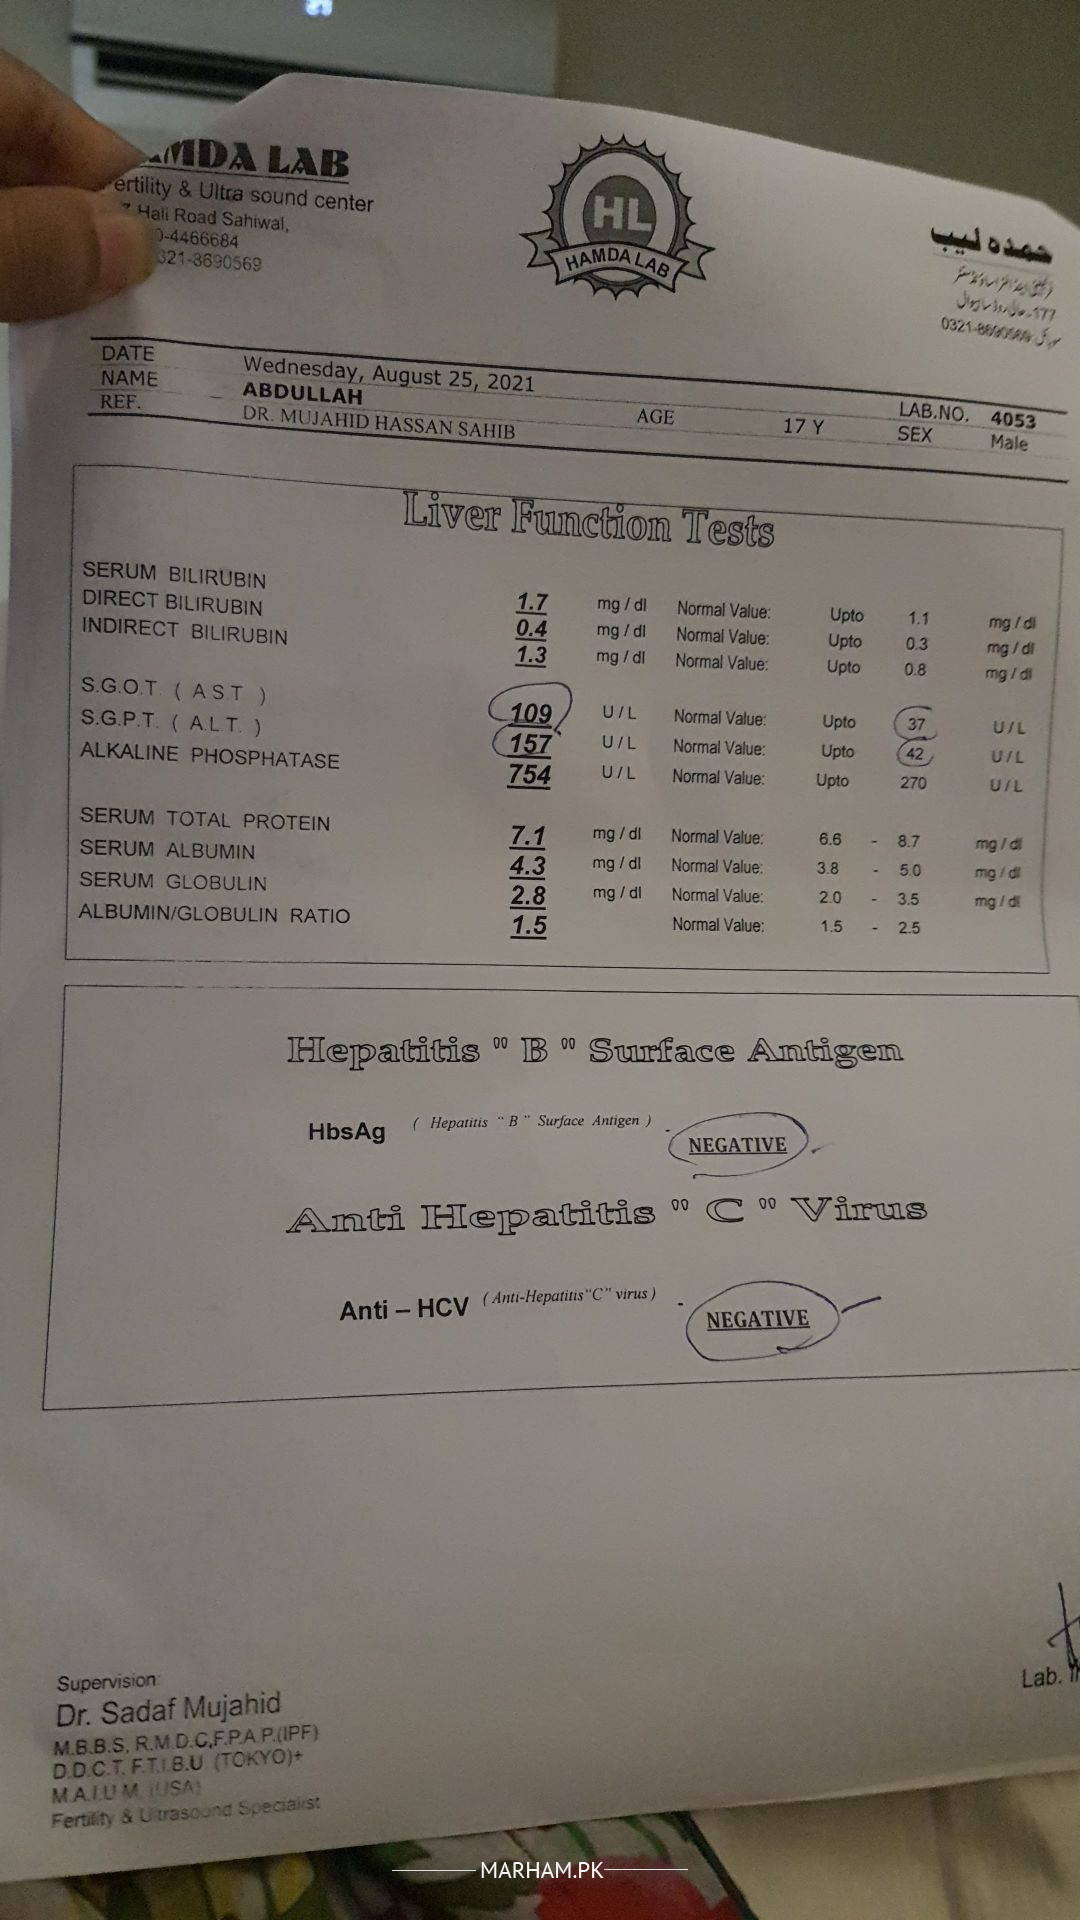 MDA LAB
ertility & Ultra sound center
Hali Road Sahiwal,
0-4466684
321-8690569
HL
HAMDA LAB
حمدہ لیب
DATE Wednesday, August 25, 2021
NAME ABDULLAH AGE 17 Y LAB.NO. 4053
REF. DR. MUJAHID HASSAN SAHIB SEX Male
Liver Function Tests
SERUM BILIRUBIN 1.7 mg / dl Normal Value: Upto 1.1 mg / dl
DIRECT BILIRUBIN 0.4 mg / dl Normal Value: Upto 0.3 mg / dl
INDIRECT BILIRUBIN 1.3 mg / dl Normal Value: Upto 0.8 mg / dl
S.G.O.T. ( A S T ) 109 U / L Normal Value: Upto 37 U / L
S.G.P.T. ( A.L.T. ) 157 U / L Normal Value: Upto 42 U / L
ALKALINE PHOSPHATASE 754 U / L Normal Value: Upto 270 U / L
SERUM TOTAL PROTEIN 7.1 mg / dl Normal Value: 6.6 - 8.7 mg / dl
SERUM ALBUMIN 4.3 mg / dl Normal Value: 3.8 - 5.0 mg / dl
SERUM GLOBULIN 2.8 mg / dl Normal Value: 2.0 - 3.5 mg / dl
ALBUMIN/GLOBULIN RATIO 1.5 Normal Value: 1.5 - 2.5
Hepatitis " B " Surface Antigen
HbsAg ( Hepatitis " B " Surface Antigen ) - NEGATIVE
Anti Hepatitis " C " Virus
Anti – HCV ( Anti-Hepatitis"C" virus ) - NEGATIVE
Lab.
Supervision:
Dr. Sadaf Mujahid
M.B.B.S, R.M.D.C,F.P.A.P.(IPF)
D.D.C.T, F.T.I.B.U (TOKYO)+
M.A.I.U.M. (USA)
Fertility & Ultrasound Specialist
MARHAM.PK